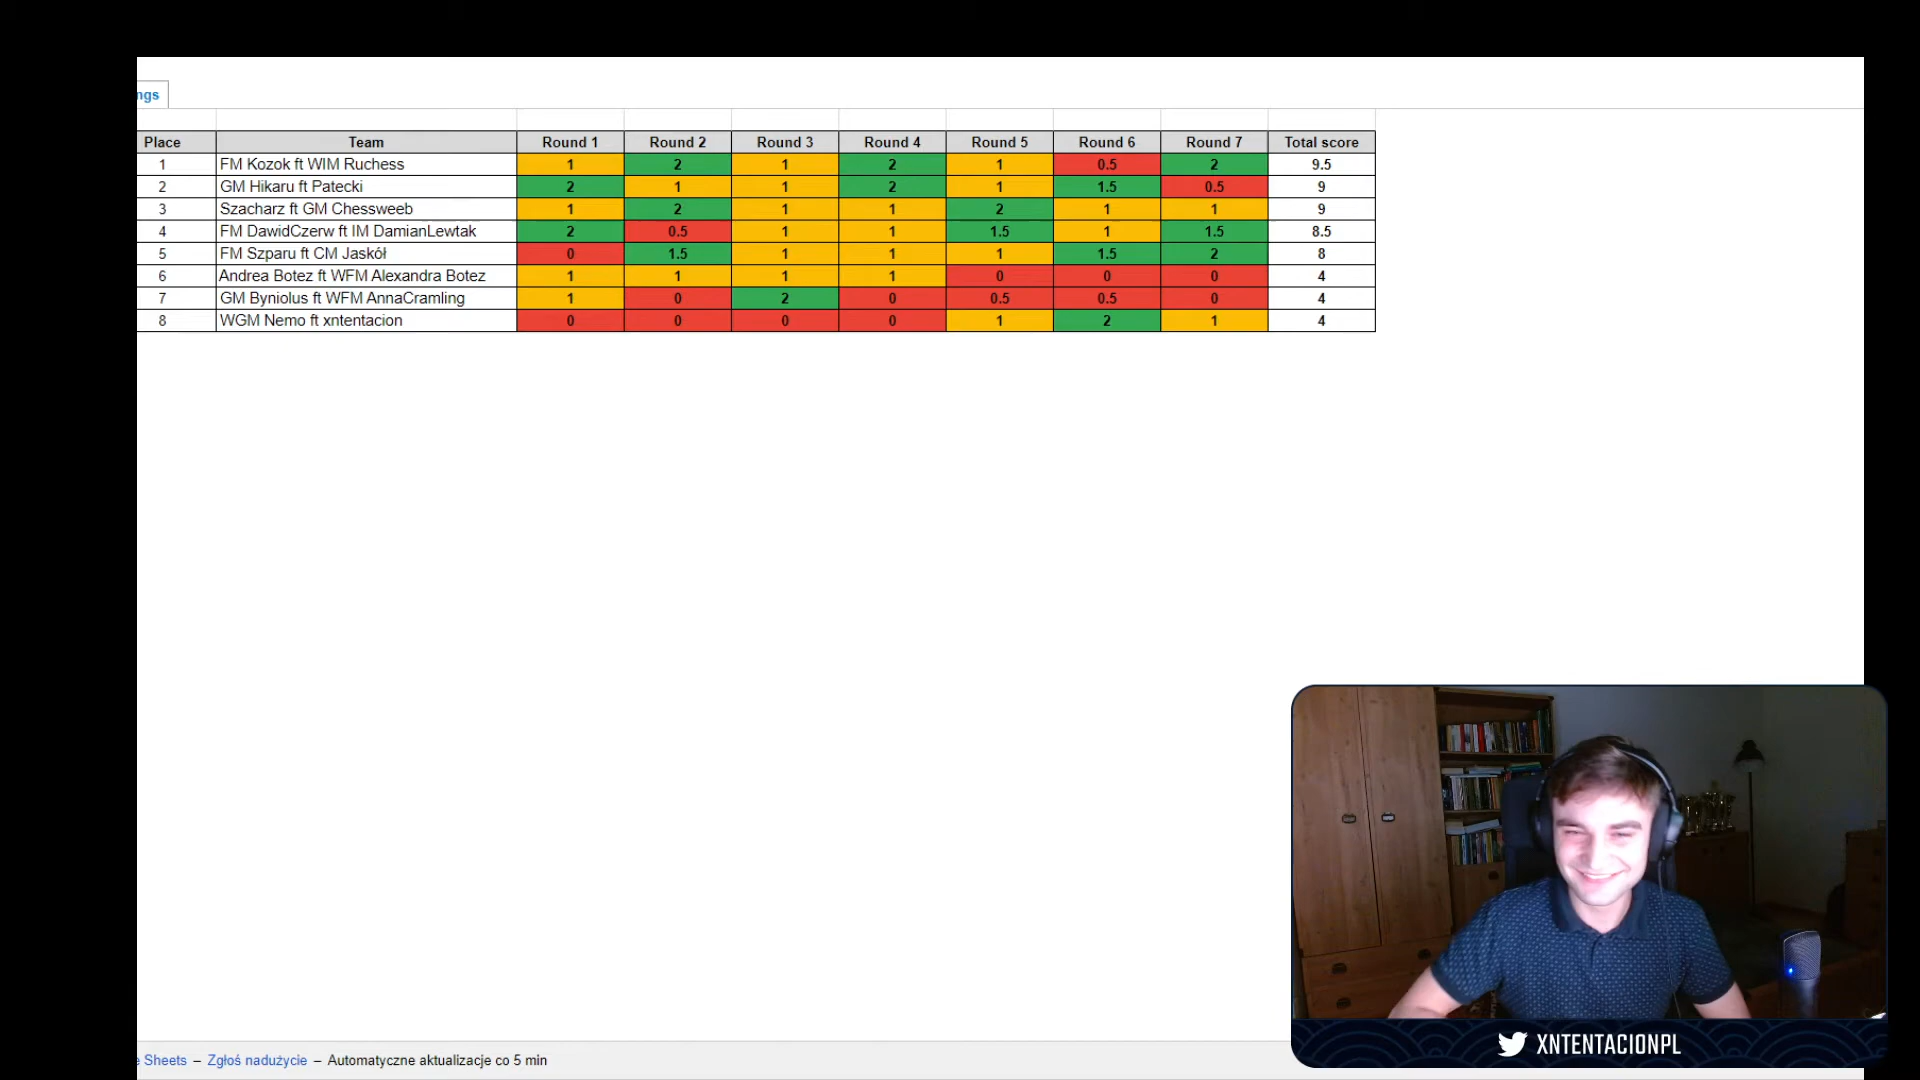 ngs
Place Team Round 1 Round 2 Round 3 Round 4 Round 5 Round 6 Round 7 Total score
1 FM Kozok ft WIM Ruchess 1 2 1 2 1 0.5 2 9.5
2 GM Hikaru ft Patecki 2 1 1 2 1 1.5 0.5 9
3 Szacharz ft GM Chessweeb 1 2 1 1 2 1 1 9
4 FM DawidCzerw ft IM DamianLewtak 2 0.5 1 1 1.5 1 1.5 8.5
5 FM Szparu ft CM Jaskół 0 1.5 1 1 1 1.5 2 8
6 Andrea Botez ft WFM Alexandra Botez 1 1 1 1 0 0 0 4
7 GM Byniolus ft WFM AnnaCramling 1 0 2 0 0.5 0.5 0 4
8 WGM Nemo ft xntentacion 0 0 0 0 1 2 1 4
XNTENTACIONPL
e Sheets – Zgłoś nadużycie – Automatyczne aktualizacje co 5 min